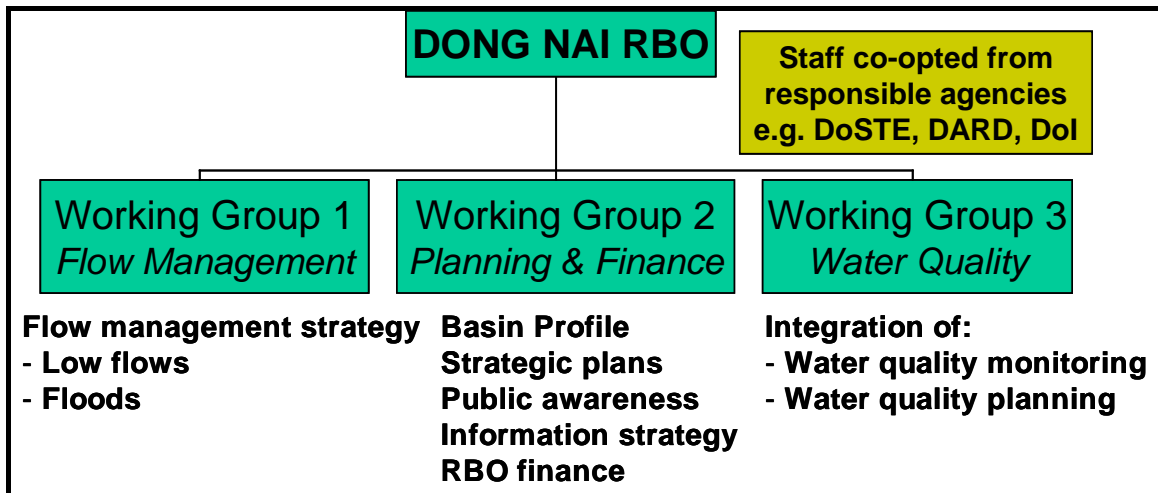 DONG NAI RBO
Staff co-opted from
responsible agencies
e.g. DoSTE, DARD, DoI
Working Group 1
Flow Management
Working Group 2
Planning & Finance
Working Group 3
Water Quality
Flow management strategy
- Low flows
- Floods
Basin Profile
Strategic plans
Public awareness
Information strategy
RBO finance
Integration of:
- Water quality monitoring
- Water quality planning